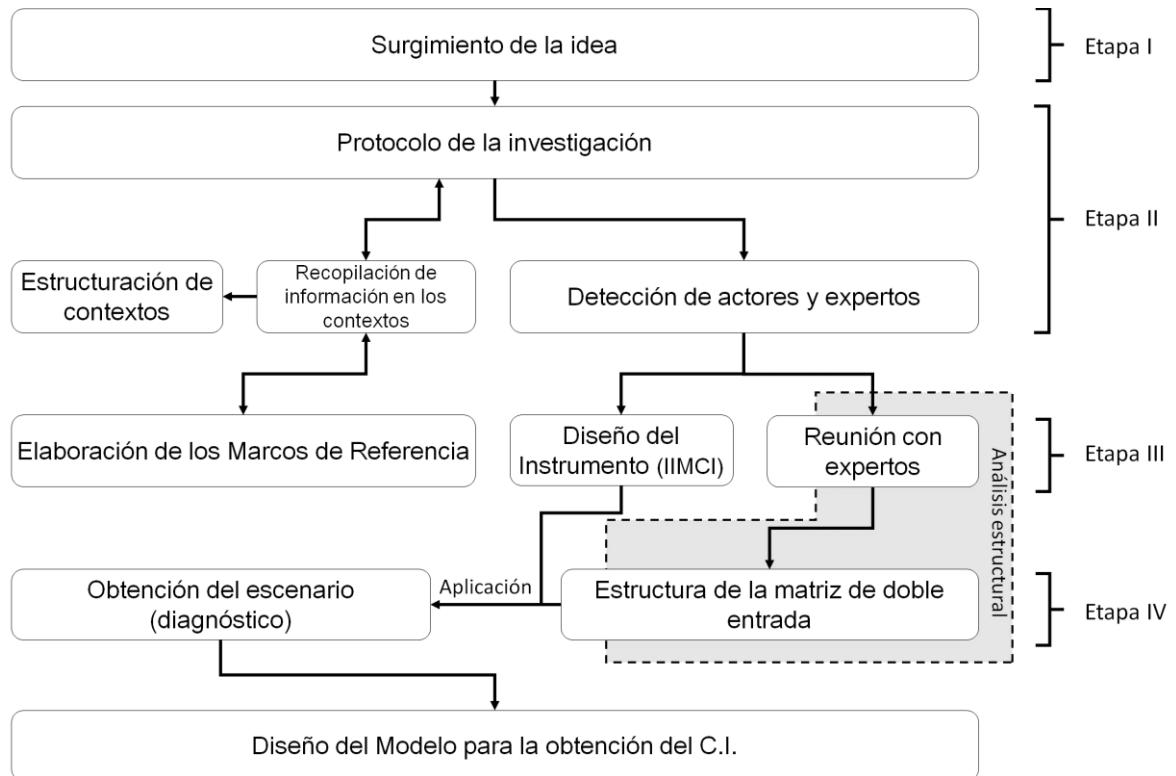 Surgimiento de la idea
Etapa I
Protocolo de la investigación
Etapa II
Estructuración de
contextos
Recopilación de
información en los
contextos
Detección de actores y expertos
Elaboración de los Marcos de Referencia
Diseño del
Instrumento (IIMCI)
Reunión con
expertos
Análisis estructural
Etapa III
Obtención del escenario
(diagnóstico)
Aplicación
Estructura de la matriz de doble
entrada
Etapa IV
Diseño del Modelo para la obtención del C.I.